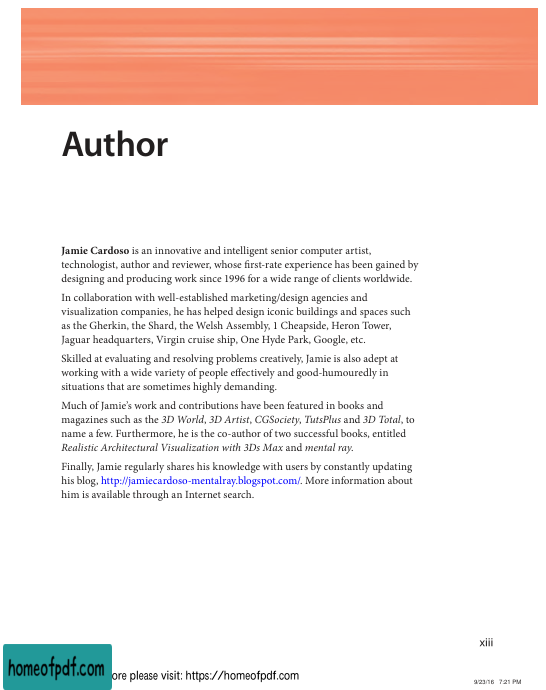 Author
Jamie Cardoso is an innovative and intelligent senior computer artist,
technologist, author and reviewer, whose first-rate experience has been gained by
designing and producing work since 1996 for a wide range of clients worldwide.
In collaboration with well-established marketing/design agencies and
visualization companies, he has helped design iconic buildings and spaces such
as the Gherkin, the Shard, the Welsh Assembly, 1 Cheapside, Heron Tower,
Jaguar headquarters, Virgin cruise ship, One Hyde Park, Google, etc.
Skilled at evaluating and resolving problems creatively, Jamie is also adept at
working with a wide variety of people effectively and good-humouredly in
situations that are sometimes highly demanding.
Much of Jamie's work and contributions have been featured in books and
magazines such as the 3D World, 3D Artist, CGSociety, TutsPlus and 3D Total, to
name a few. Furthermore, he is the co-author of two successful books, entitled
Realistic Architectural Visualization with 3Ds Max and mental ray.
Finally, Jamie regularly shares his knowledge with users by constantly updating
his blog, http://jamiecardoso-mentalray.blogspot.com/. More information about
him is available through an Internet search.
xiii
homeofpdf.com
ore please visit: https://homeofpdf.com
9/23/16 7:21 PM